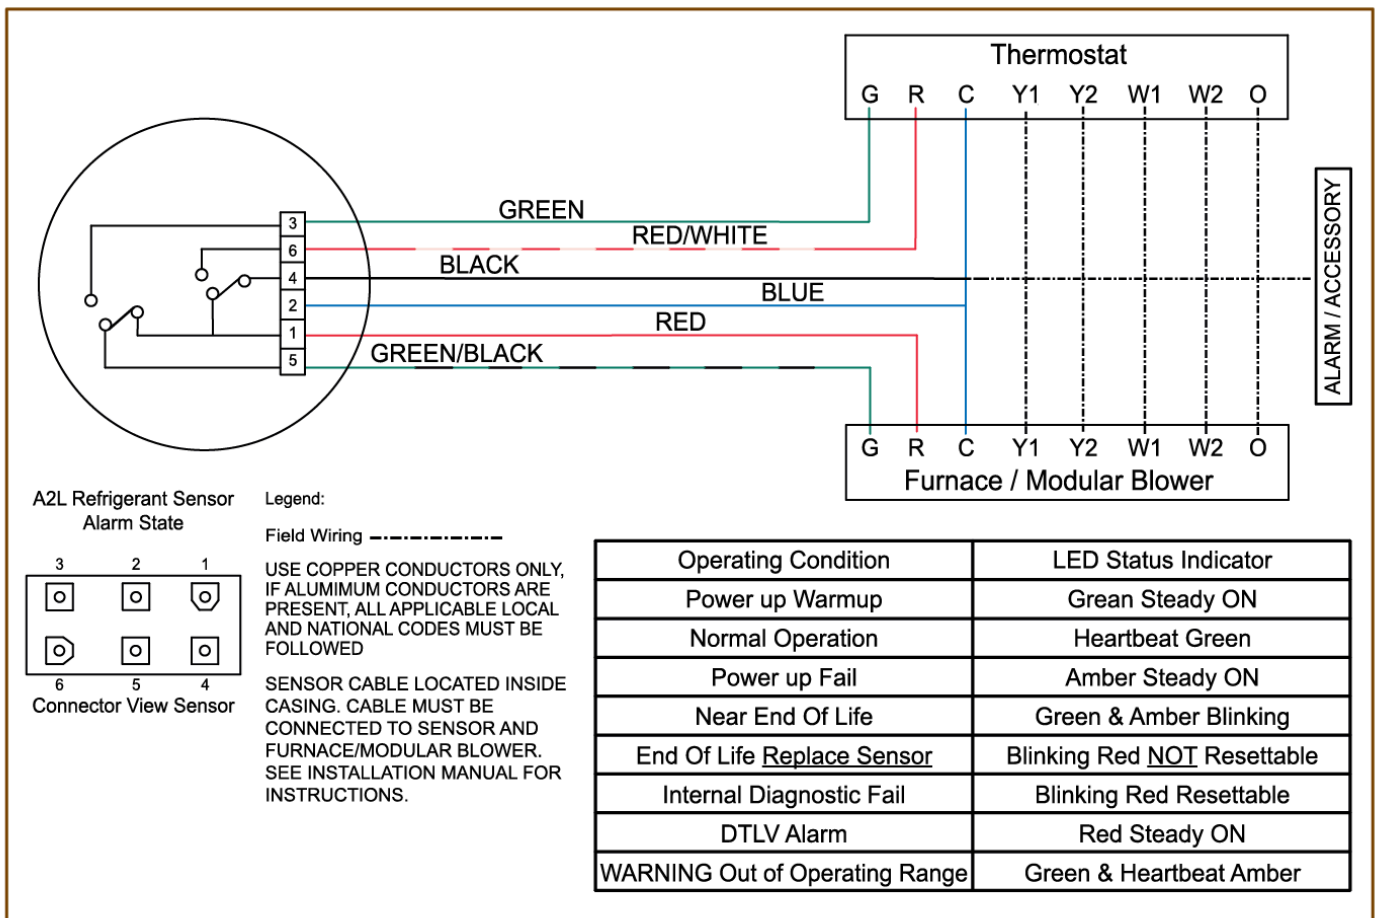 Thermostat
G R C Y1 Y2 W1 W2 O
GREEN
RED/WHITE
BLACK
BLUE
RED
GREEN/BLACK
3
6
4
2
1
5
ALARM / ACCESSORY
G R C Y1 Y2 W1 W2 O
Furnace / Modular Blower
A2L Refrigerant Sensor
Alarm State
3 2 1
6 5 4
Connector View Sensor
Legend:
Field Wiring
USE COPPER CONDUCTORS ONLY,
IF ALUMIMUM CONDUCTORS ARE
PRESENT, ALL APPLICABLE LOCAL
AND NATIONAL CODES MUST BE
FOLLOWED
SENSOR CABLE LOCATED INSIDE
CASING. CABLE MUST BE
CONNECTED TO SENSOR AND
FURNACE/MODULAR BLOWER.
SEE INSTALLATION MANUAL FOR
INSTRUCTIONS.
Operating Condition LED Status Indicator
Power up Warmup Grean Steady ON
Normal Operation Heartbeat Green
Power up Fail Amber Steady ON
Near End Of Life Green & Amber Blinking
End Of Life Replace Sensor Blinking Red NOT Resettable
Internal Diagnostic Fail Blinking Red Resettable
DTLV Alarm Red Steady ON
WARNING Out of Operating Range Green & Heartbeat Amber